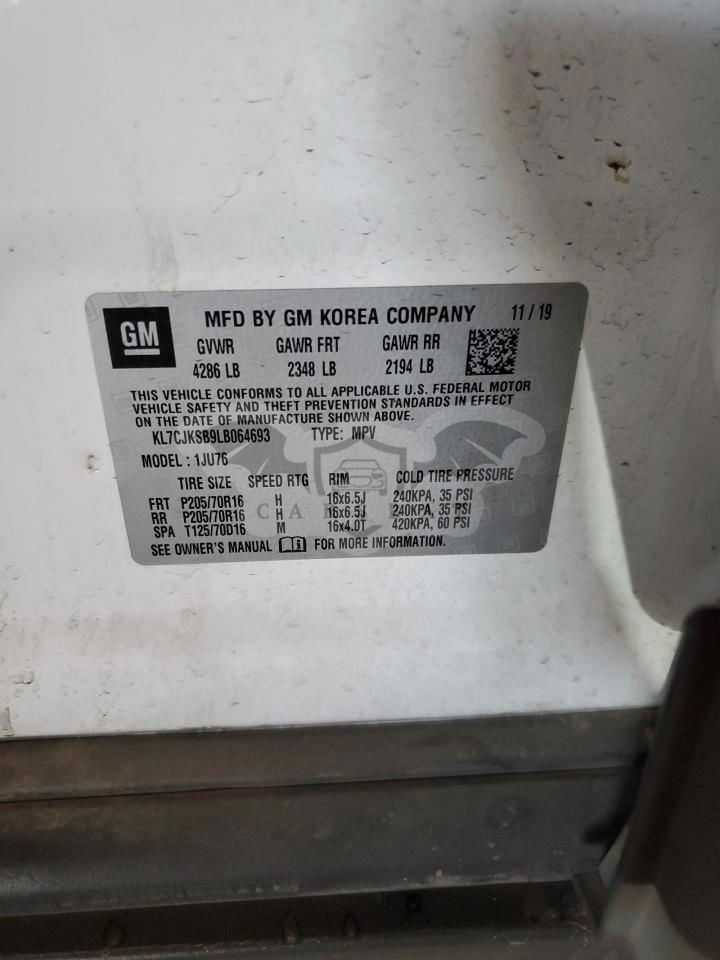 GM
MFD BY GM KOREA COMPANY 11 / 19
GVWR GAWR FRT GAWR RR
4286 LB 2348 LB 2194 LB
THIS VEHICLE CONFORMS TO ALL APPLICABLE U.S. FEDERAL MOTOR
VEHICLE SAFETY AND THEFT PREVENTION STANDARDS IN EFFECT
ON THE DATE OF MANUFACTURE SHOWN ABOVE.
KL7CJKSB9LB064693 TYPE: MPV
MODEL : 1JU76
TIRE SIZE SPEED RTG RIM COLD TIRE PRESSURE
FRT P205/70R16 H 16x6.5J 240KPA, 35 PSI
RR P205/70R16 H 16x6.5J 240KPA, 35 PSI
SPA T125/70D16 M 16x4.0T 420KPA, 60 PSI
SEE OWNER'S MANUAL FOR MORE INFORMATION.